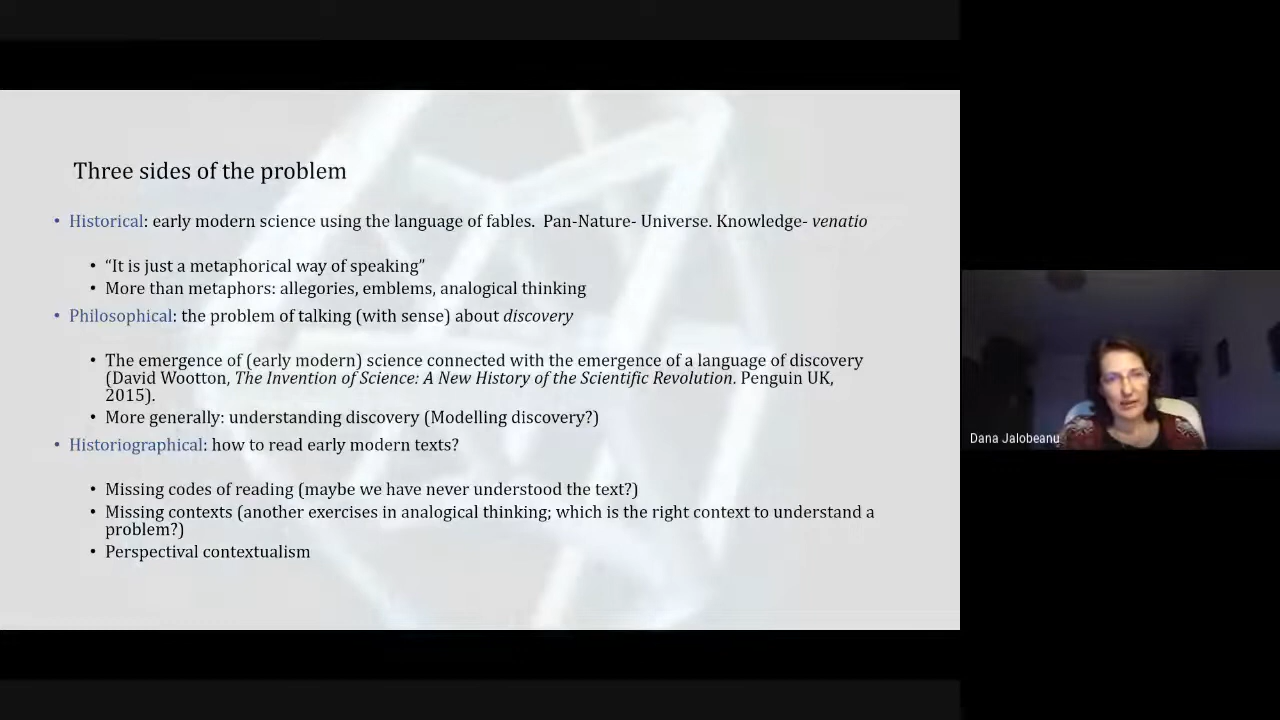 Three sides of the problem
• Historical: early modern science using the language of fables.  Pan-Nature- Universe. Knowledge- venatio
• “It is just a metaphorical way of speaking”
• More than metaphors: allegories, emblems, analogical thinking
• Philosophical: the problem of talking (with sense) about discovery
• The emergence of (early modern) science connected with the emergence of a language of discovery
(David Wootton, The Invention of Science: A New History of the Scientific Revolution. Penguin UK,
2015).
• More generally: understanding discovery (Modelling discovery?)
• Historiographical: how to read early modern texts?
• Missing codes of reading (maybe we have never understood the text?)
• Missing contexts (another exercises in analogical thinking; which is the right context to understand a
problem?)
• Perspectival contextualism
Dana Jalobeanu